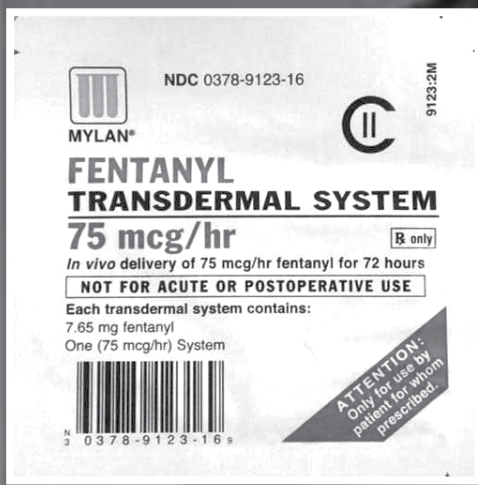 NDC 0378-9123-16
9123:2M
MYLAN®
CII
FENTANYL
TRANSDERMAL SYSTEM
75 mcg/hr
℞ only
In vivo delivery of 75 mcg/hr fentanyl for 72 hours
NOT FOR ACUTE OR POSTOPERATIVE USE
Each transdermal system contains:
7.65 mg fentanyl
One (75 mcg/hr) System
ATTENTION:
Only for use by
patient for whom
prescribed.
N
3 0378-9123-16 9